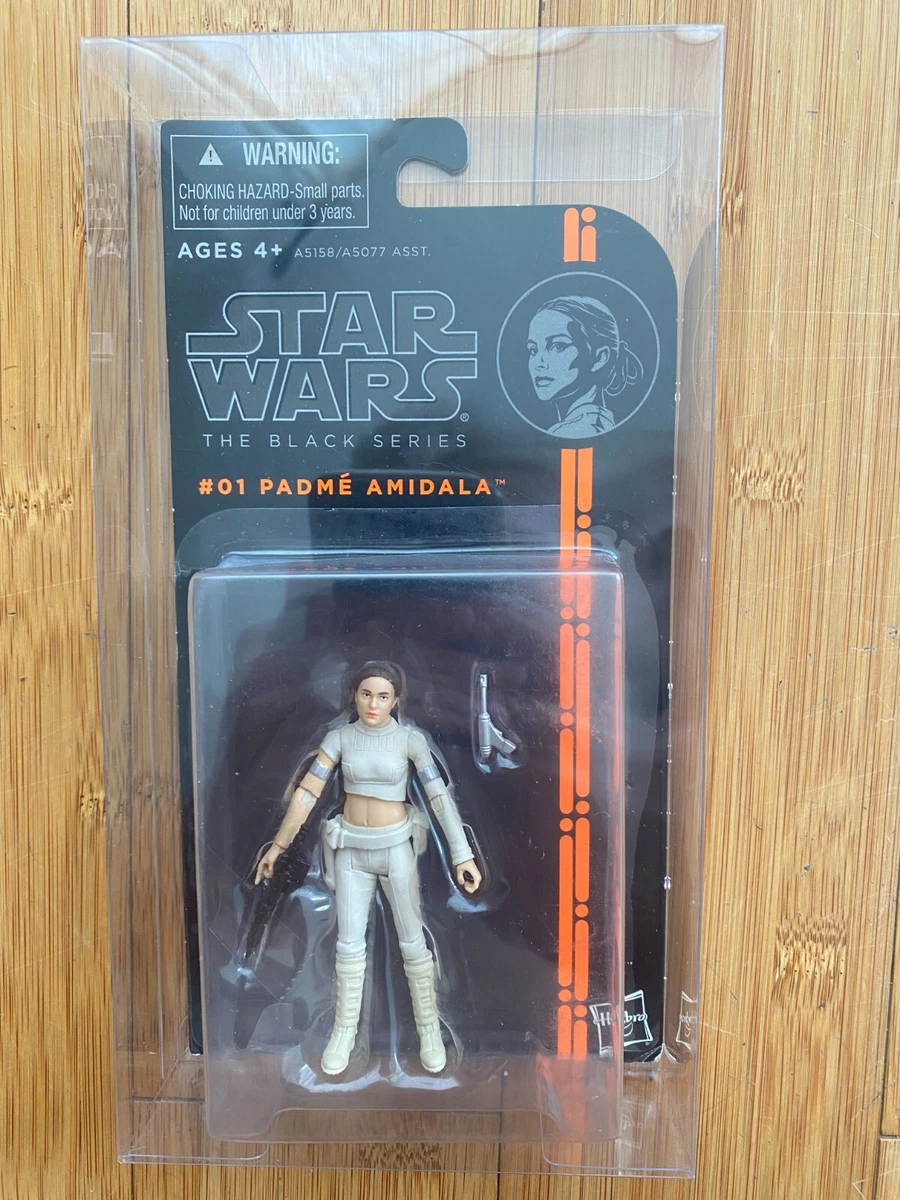 WARNING:
CHOKING HAZARD-Small parts.
Not for children under 3 years.
AGES 4+ A5158/A5077 ASST.
STAR
WARS®
THE BLACK SERIES
#01 PADMÉ AMIDALA™